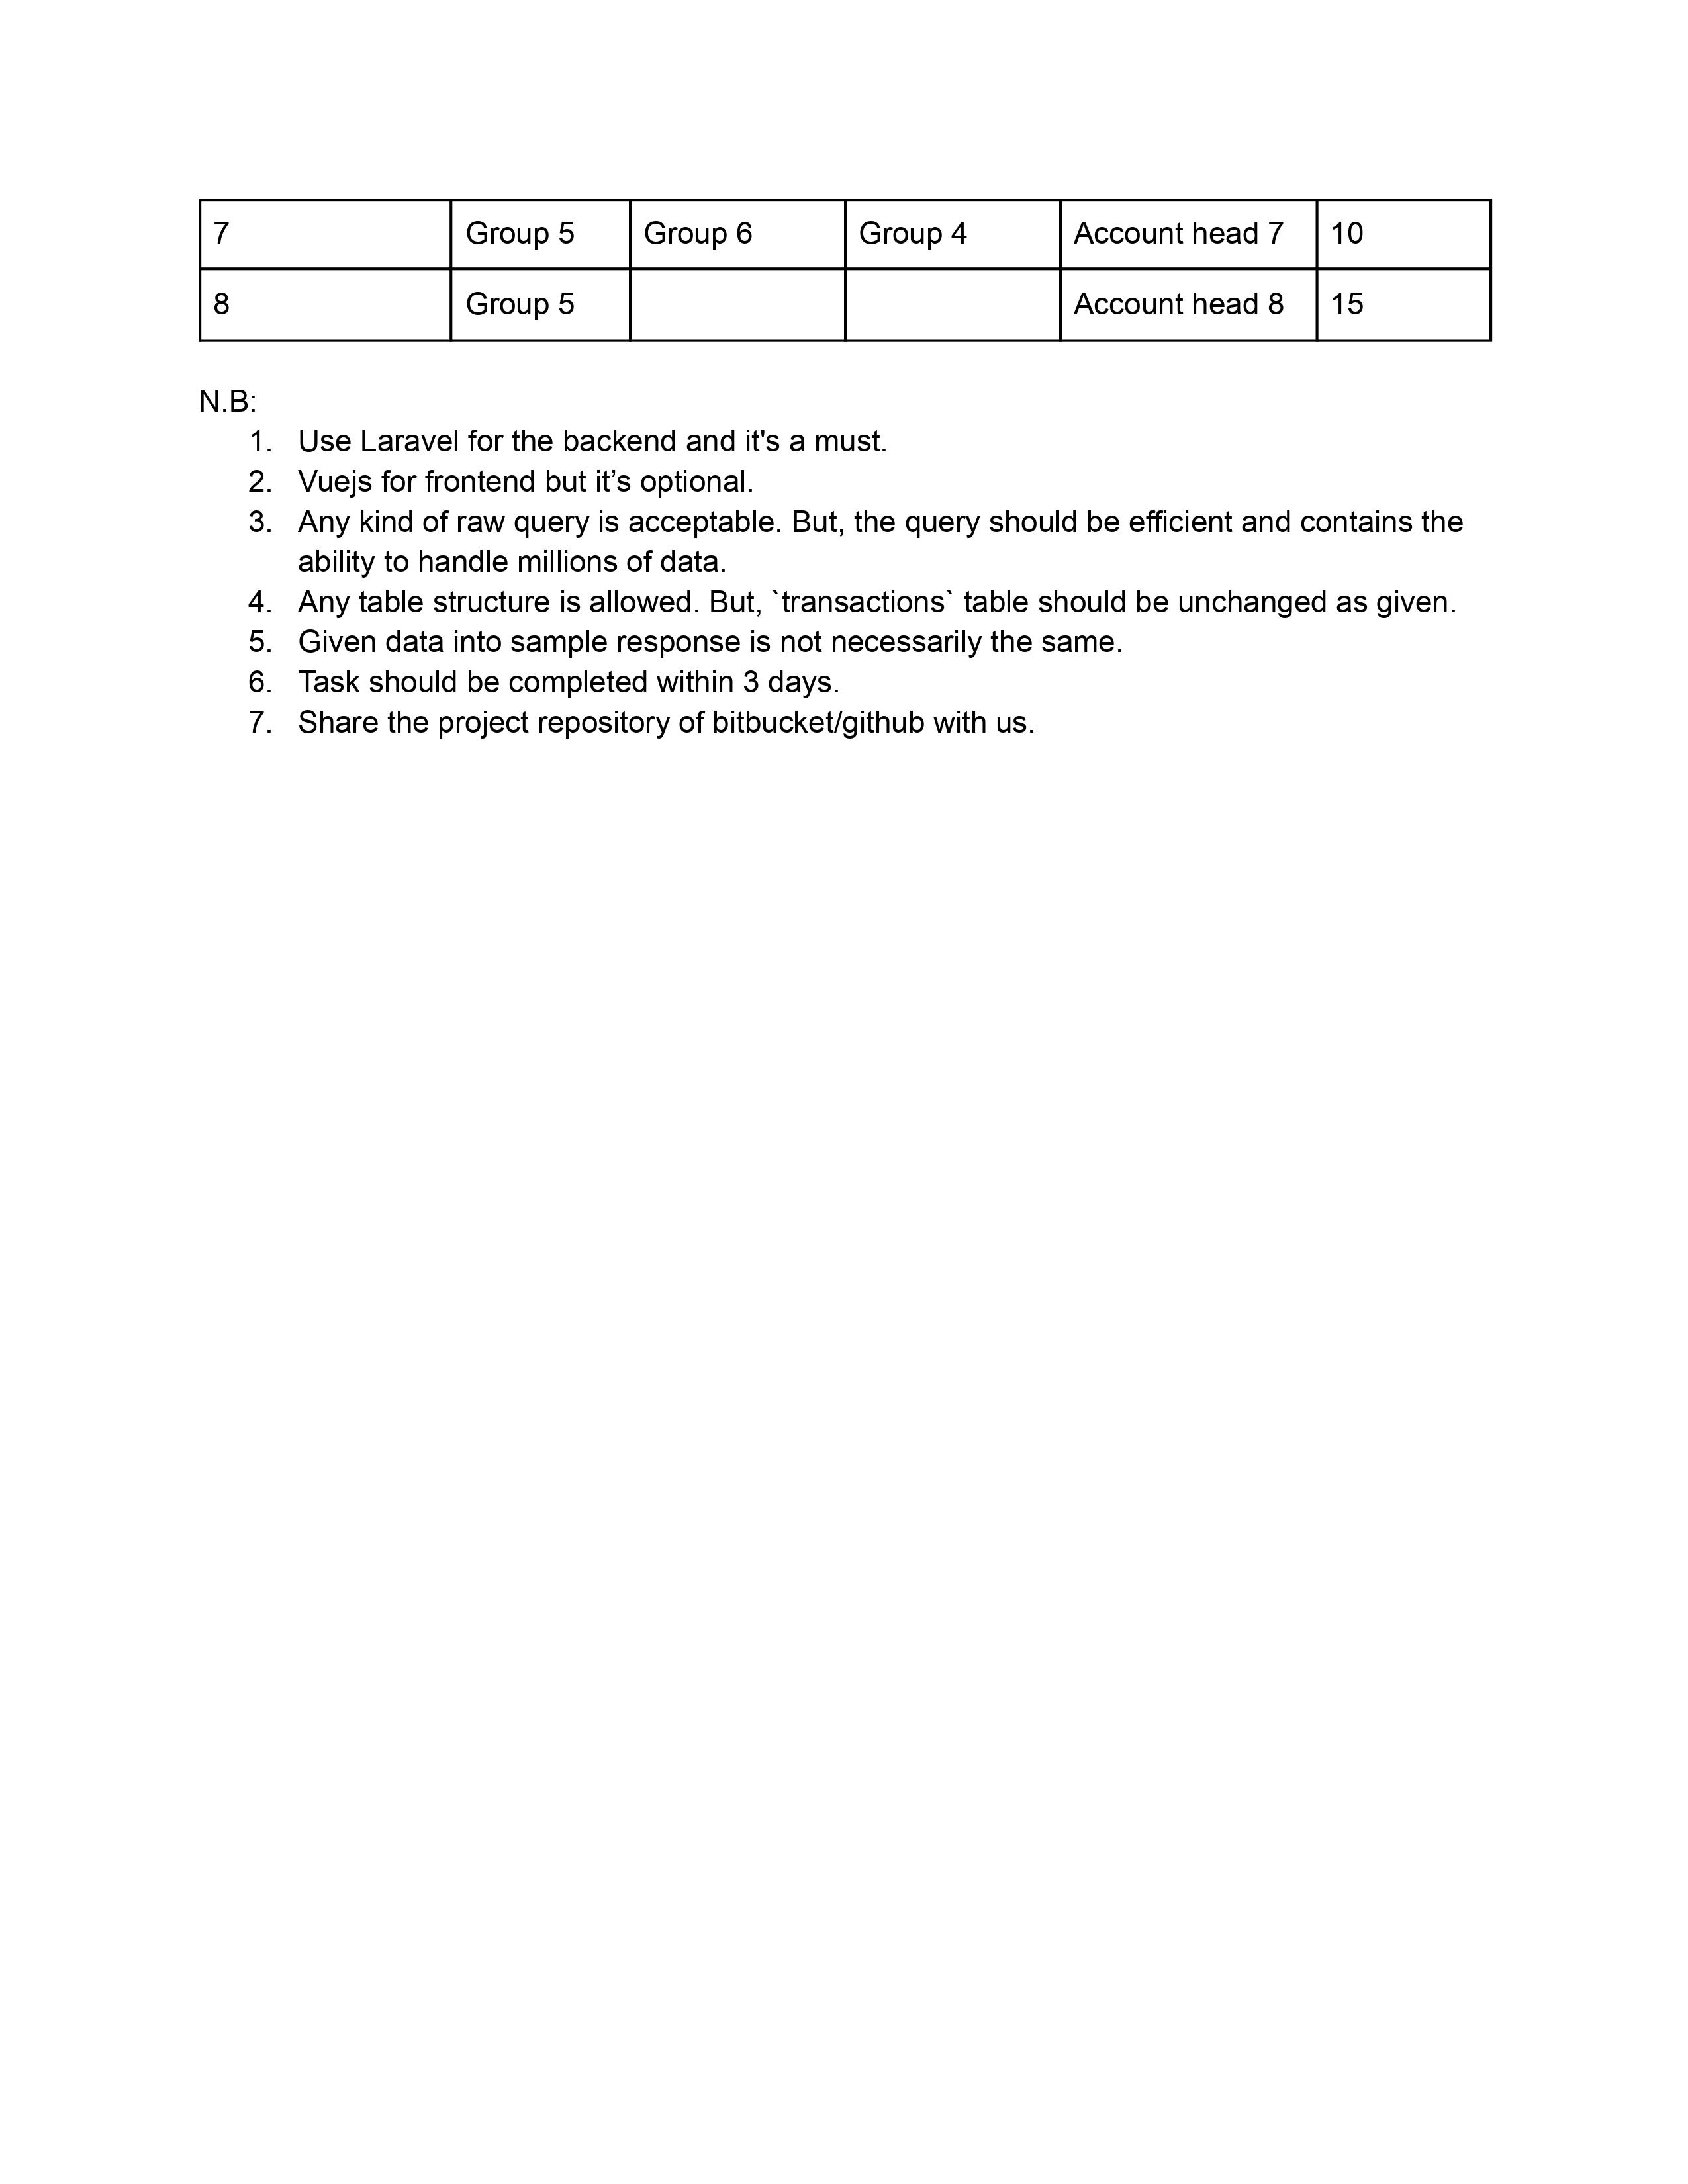 7 Group 5 Group 6 Group 4 Account head 7 10
8 Group 5 Account head 8 15
N.B:
1. Use Laravel for the backend and it's a must.
2. Vuejs for frontend but it’s optional.
3. Any kind of raw query is acceptable. But, the query should be efficient and contains the
ability to handle millions of data.
4. Any table structure is allowed. But, `transactions` table should be unchanged as given.
5. Given data into sample response is not necessarily the same.
6. Task should be completed within 3 days.
7. Share the project repository of bitbucket/github with us.